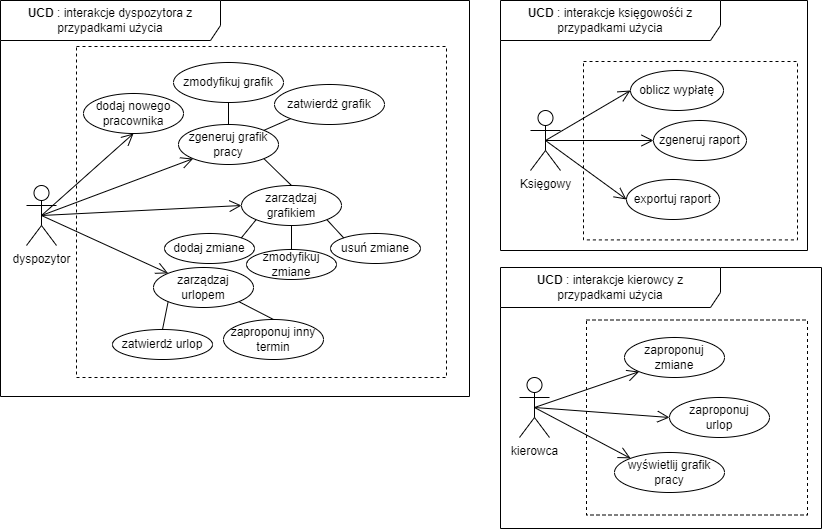 UCD : interakcje dyspozytora z
przypadkami użycia
zmodyfikuj grafik
zatwierdź grafik
dodaj nowego
pracownika
zgeneruj grafik
pracy
zarządzaj
grafikiem
dyspozytor
dodaj zmiane
zmodyfikuj
zmiane
usuń zmiane
zarządzaj
urlopem
zatwierdź urlop
zaproponuj inny
termin
UCD : interakcje księgowośći z
przypadkami użycia
oblicz wypłatę
zgeneruj raport
Księgowy
exportuj raport
UCD : interakcje kierowcy z
przypadkami użycia
zaproponuj
zmiane
zaproponuj
urlop
kierowca
wyświetlij grafik
pracy